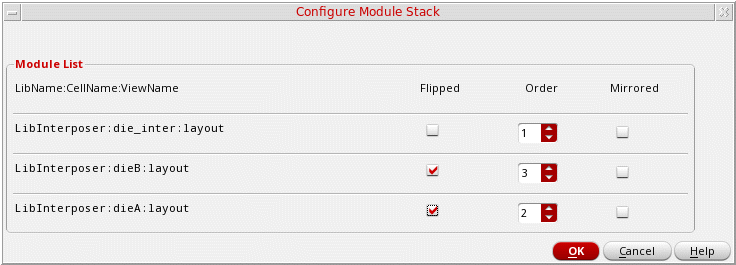 Configure Module Stack
Module List
LibName:CellName:ViewName Flipped Order Mirrored
LibInterposer:die_inter:layout 1
LibInterposer:dieB:layout 3
LibInterposer:dieA:layout 2
OK Cancel Help